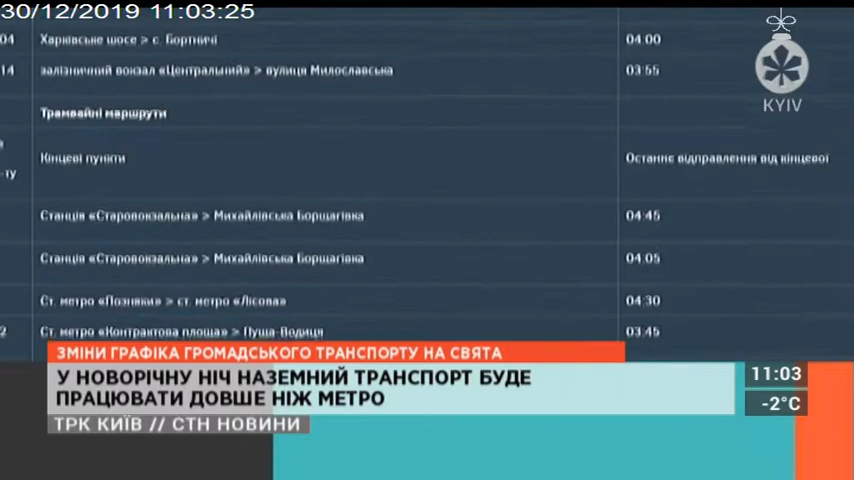 30/12/2019 11:03:25
04 Харківське шосе > с. Бортничі 04:00
14 залізничний вокзал «Центральний» > вулиця Милославська 03:55
KYIV
Трамвайні маршрути
Кінцеві пункти Останнє відправлення від кінцевої
-ту
Станція «Старовокзальна» > Михайлівська Борщагівка 04:45
Станція «Старовокзальна» > Михайлівська Борщагівка 04:05
Ст. метро «Позняки» > ст. метро «Лісова» 04:30
2 Ст. метро «Контрактова площа» > Пуща-Водиця 03:45
ЗМІНИ ГРАФІКА ГРОМАДСЬКОГО ТРАНСПОРТУ НА СВЯТА
У НОВОРІЧНУ НІЧ НАЗЕМНИЙ ТРАНСПОРТ БУДЕ
ПРАЦЮВАТИ ДОВШЕ НІЖ МЕТРО
11:03
-2°C
ТРК КИЇВ // СТН НОВИНИ